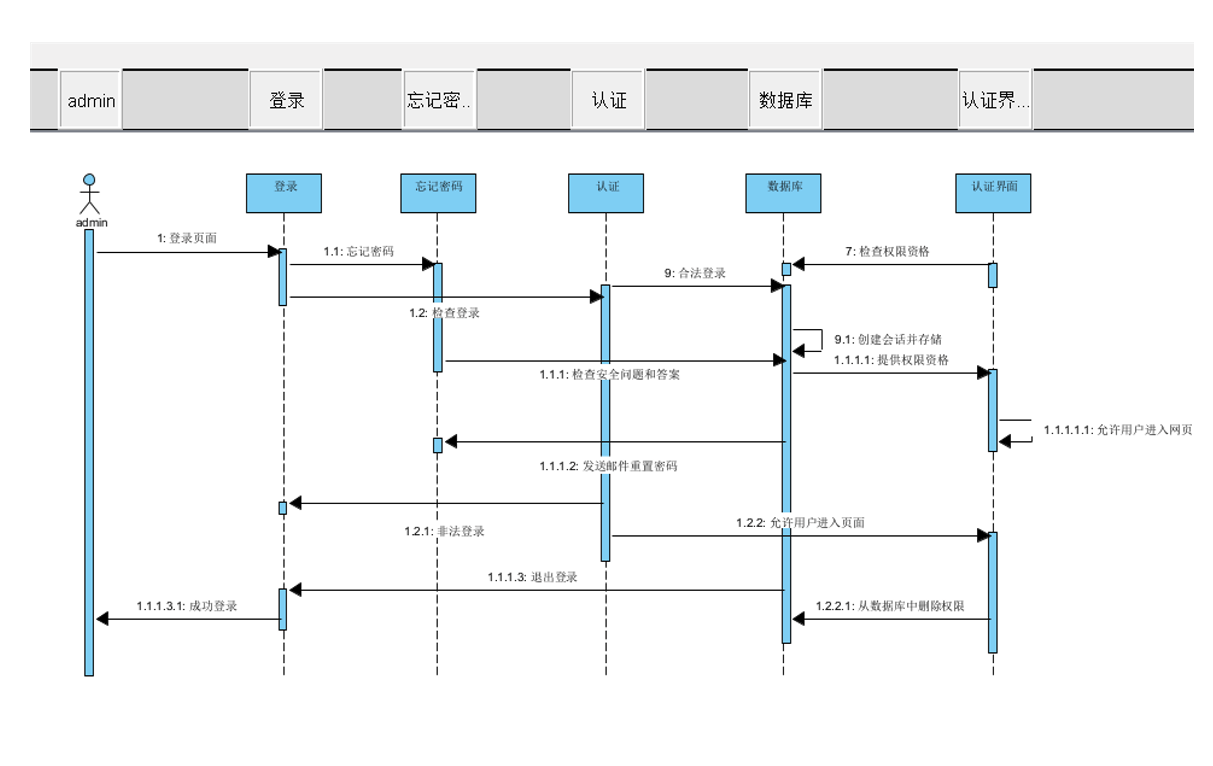 admin
登录
忘记密..
认证
数据库
认证界...
登录
忘记密码
认证
数据库
认证界面
admin
1: 登录页面
1.1: 忘记密码
7: 检查权限资格
9: 合法登录
1.2: 检查登录
9.1: 创建会话并存储
1.1.1.1: 提供权限资格
1.1.1: 检查安全问题和答案
1.1.1.1.1: 允许用户进入网页
1.1.1.2: 发送邮件重置密码
1.2.2: 允许用户进入页面
1.2.1: 非法登录
1.1.1.3: 退出登录
1.1.1.3.1: 成功登录
1.2.2.1: 从数据库中删除权限